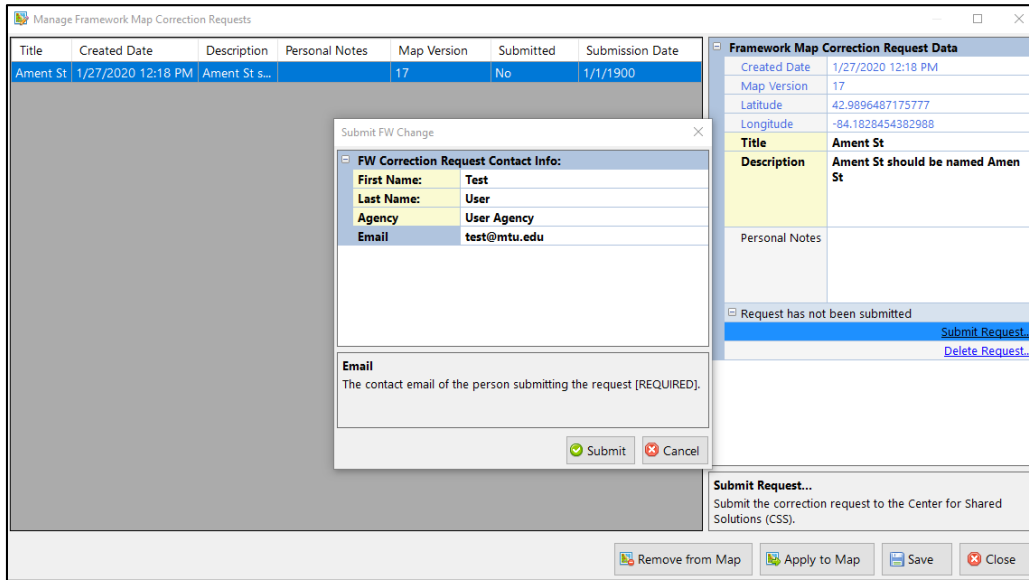 Manage Framework Map Correction Requests
Title Created Date Description Personal Notes Map Version Submitted Submission Date
Ament St 1/27/2020 12:18 PM Ament St s... 17 No 1/1/1900
Submit FW Change
FW Correction Request Contact Info:
First Name: Test
Last Name: User
Agency User Agency
Email test@mtu.edu
Email
The contact email of the person submitting the request [REQUIRED].
Submit Cancel
Framework Map Correction Request Data
Created Date 1/27/2020 12:18 PM
Map Version 17
Latitude 42.9896487175777
Longitude -84.1828454382988
Title Ament St
Description Ament St should be named Amen
St
Personal Notes
Request has not been submitted
Submit Request..
Delete Request..
Submit Request...
Submit the correction request to the Center for Shared
Solutions (CSS).
Remove from Map Apply to Map Save Close